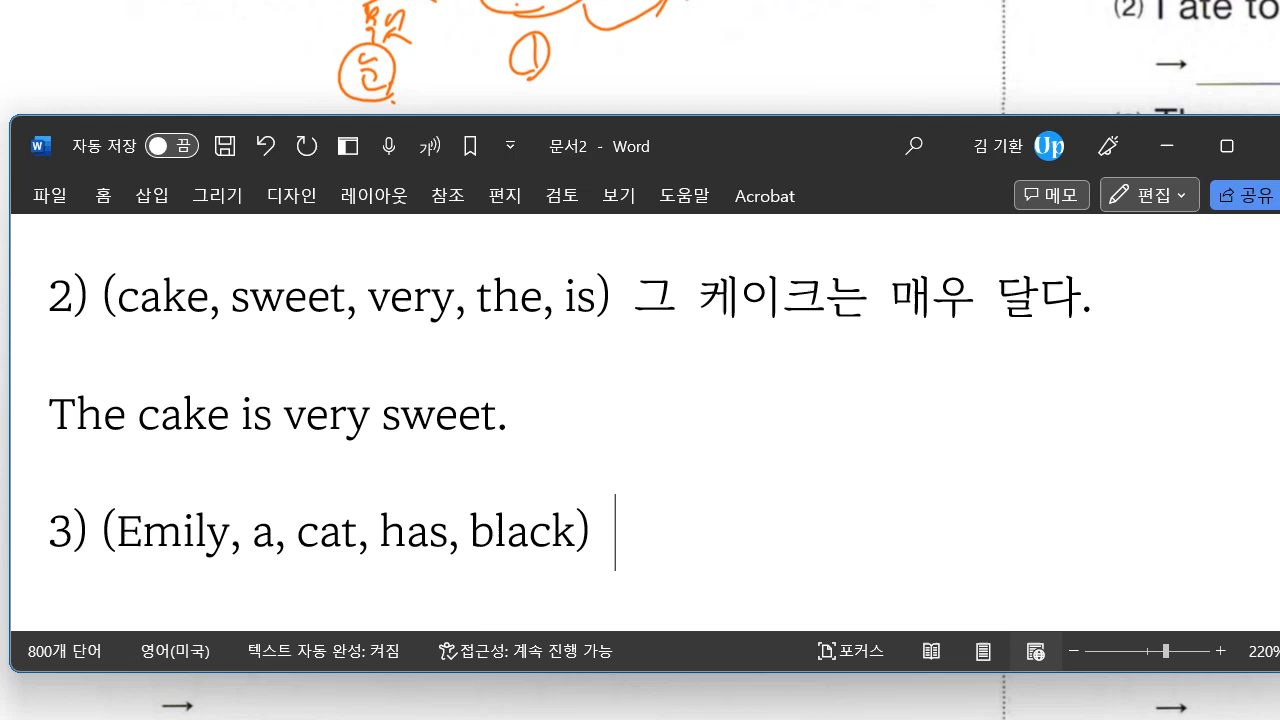 (2) I ate to
①
→
자동 저장 끔 문서2 - Word 김 기환 Up
파일 홈 삽입 그리기 디자인 레이아웃 참조 편지 검토 보기 도움말 Acrobat 메모 편집 공유
2) (cake, sweet, very, the, is) 그 케이크는 매우 달다.
The cake is very sweet.
3) (Emily, a, cat, has, black)
800개 단어 영어(미국) 텍스트 자동 완성: 켜짐 접근성: 계속 진행 가능 포커스 − + 220%
→ →